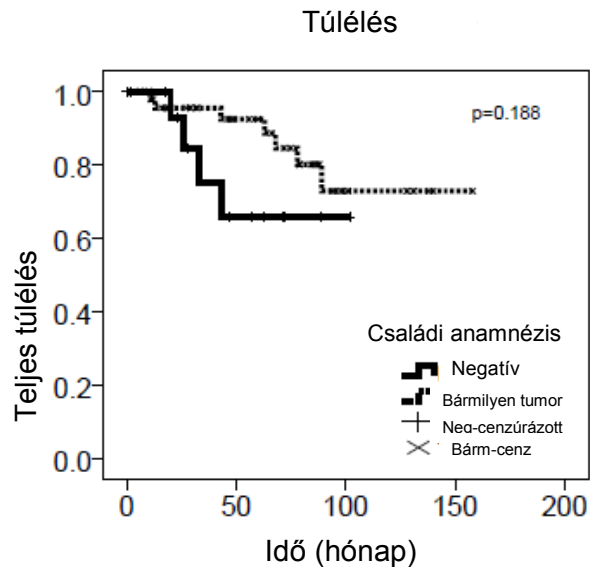 Túlélés
p=0.188
1.0
0.8
0.6
0.4
0.2
0.0
Teljes túlélés
Családi anamnézis
Negatív
Bármilyen tumor
Neg-cenzúrázott
Bárm-cenz
0 50 100 150 200
Idő (hónap)